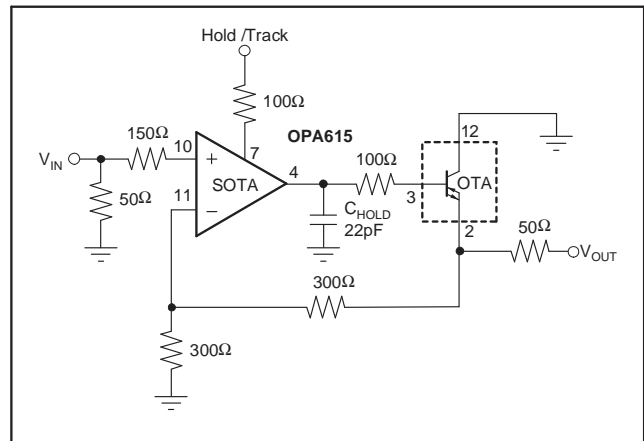 Hold /Track
100Ω
OPA615
150Ω
V_IN
10
+
7
SOTA
4
100Ω
12
OTA
3
50Ω
11
−
C_HOLD
22pF
2
50Ω
V_OUT
300Ω
300Ω